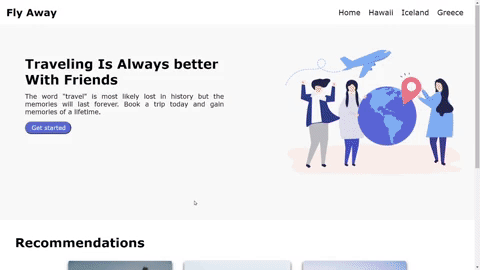 Fly Away
Home Hawaii Iceland Greece
Traveling Is Always better
With Friends
The word "travel" is most likely lost in history but the
memories will last forever. Book a trip today and gain
memories of a lifetime.
Get started
Recommendations